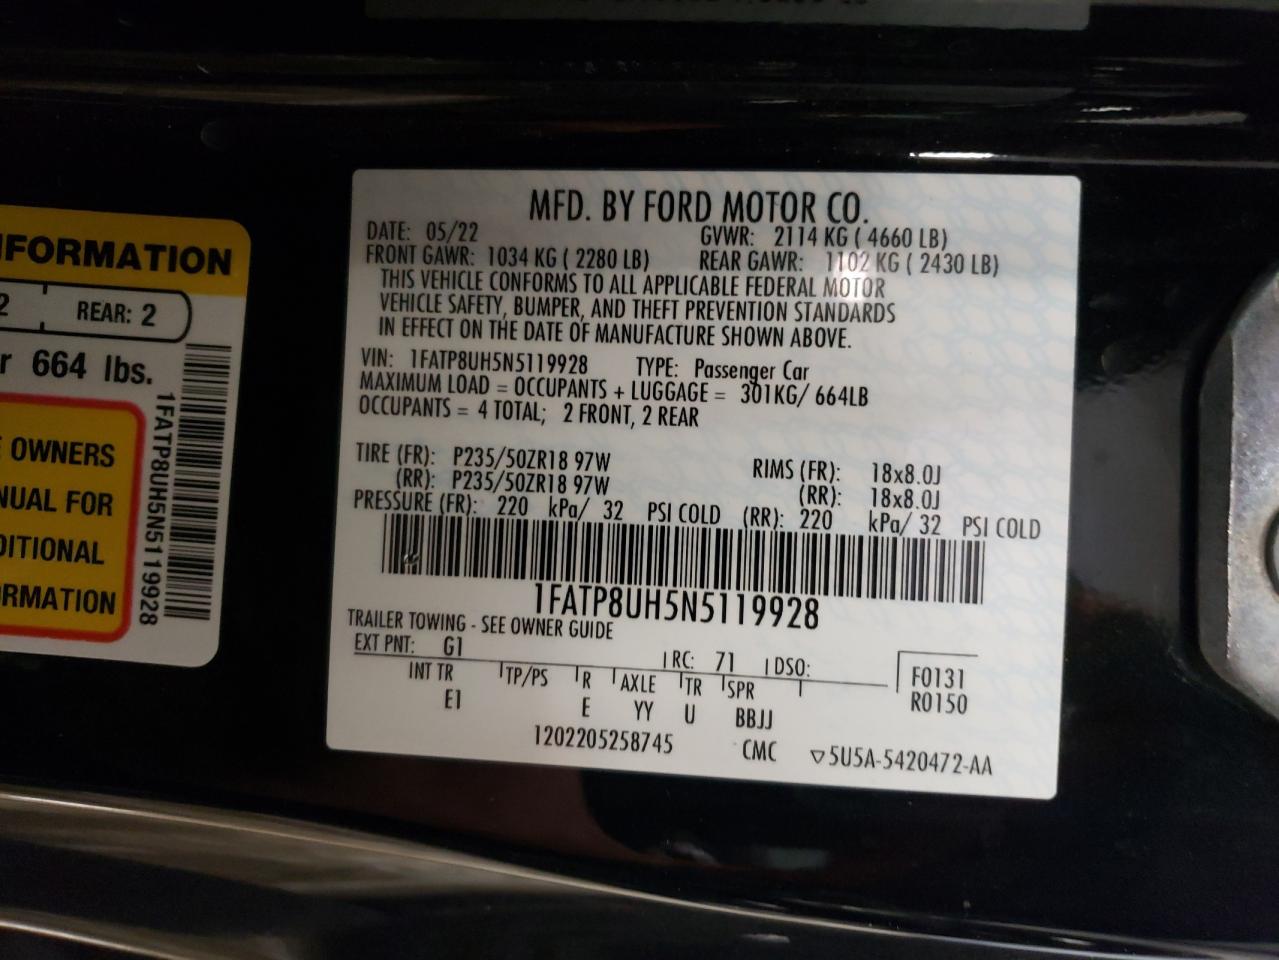 MFD. BY FORD MOTOR CO.
DATE: 05/22 GVWR: 2114 KG ( 4660 LB)
FRONT GAWR: 1034 KG ( 2280 LB) REAR GAWR: 1102 KG ( 2430 LB)
THIS VEHICLE CONFORMS TO ALL APPLICABLE FEDERAL MOTOR
VEHICLE SAFETY, BUMPER, AND THEFT PREVENTION STANDARDS
IN EFFECT ON THE DATE OF MANUFACTURE SHOWN ABOVE.
VIN: 1FATP8UH5N5119928 TYPE: Passenger Car
MAXIMUM LOAD = OCCUPANTS + LUGGAGE = 301KG/ 664LB
OCCUPANTS = 4 TOTAL; 2 FRONT, 2 REAR
TIRE (FR): P235/50ZR18 97W RIMS (FR): 18x8.0J
(RR): P235/50ZR18 97W (RR): 18x8.0J
PRESSURE (FR): 220 kPa/ 32 PSI COLD (RR): 220 kPa/ 32 PSI COLD
1FATP8UH5N5119928
TRAILER TOWING - SEE OWNER GUIDE
EXT PNT: G1 RC: 71 DSO:
INT TR TP/PS R AXLE TR SPR
E1 E YY U BBJJ
F0131
R0150
1202205258745 CMC ▽5U5A-5420472-AA
REAR: 2
664 lbs.
OWNERS
FOR
1FATP8UH5N5119928